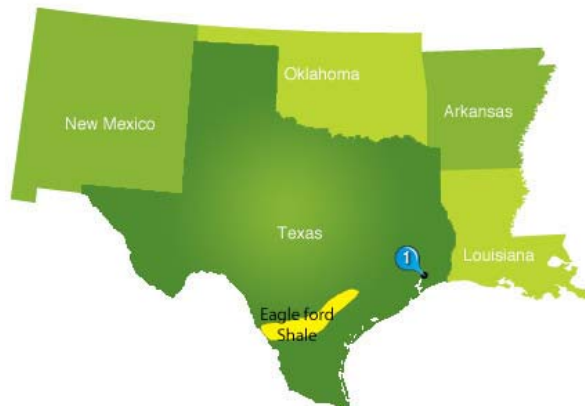 Oklahoma
New Mexico
Arkansas
Texas
1
Louisiana
Eagle ford
Shale